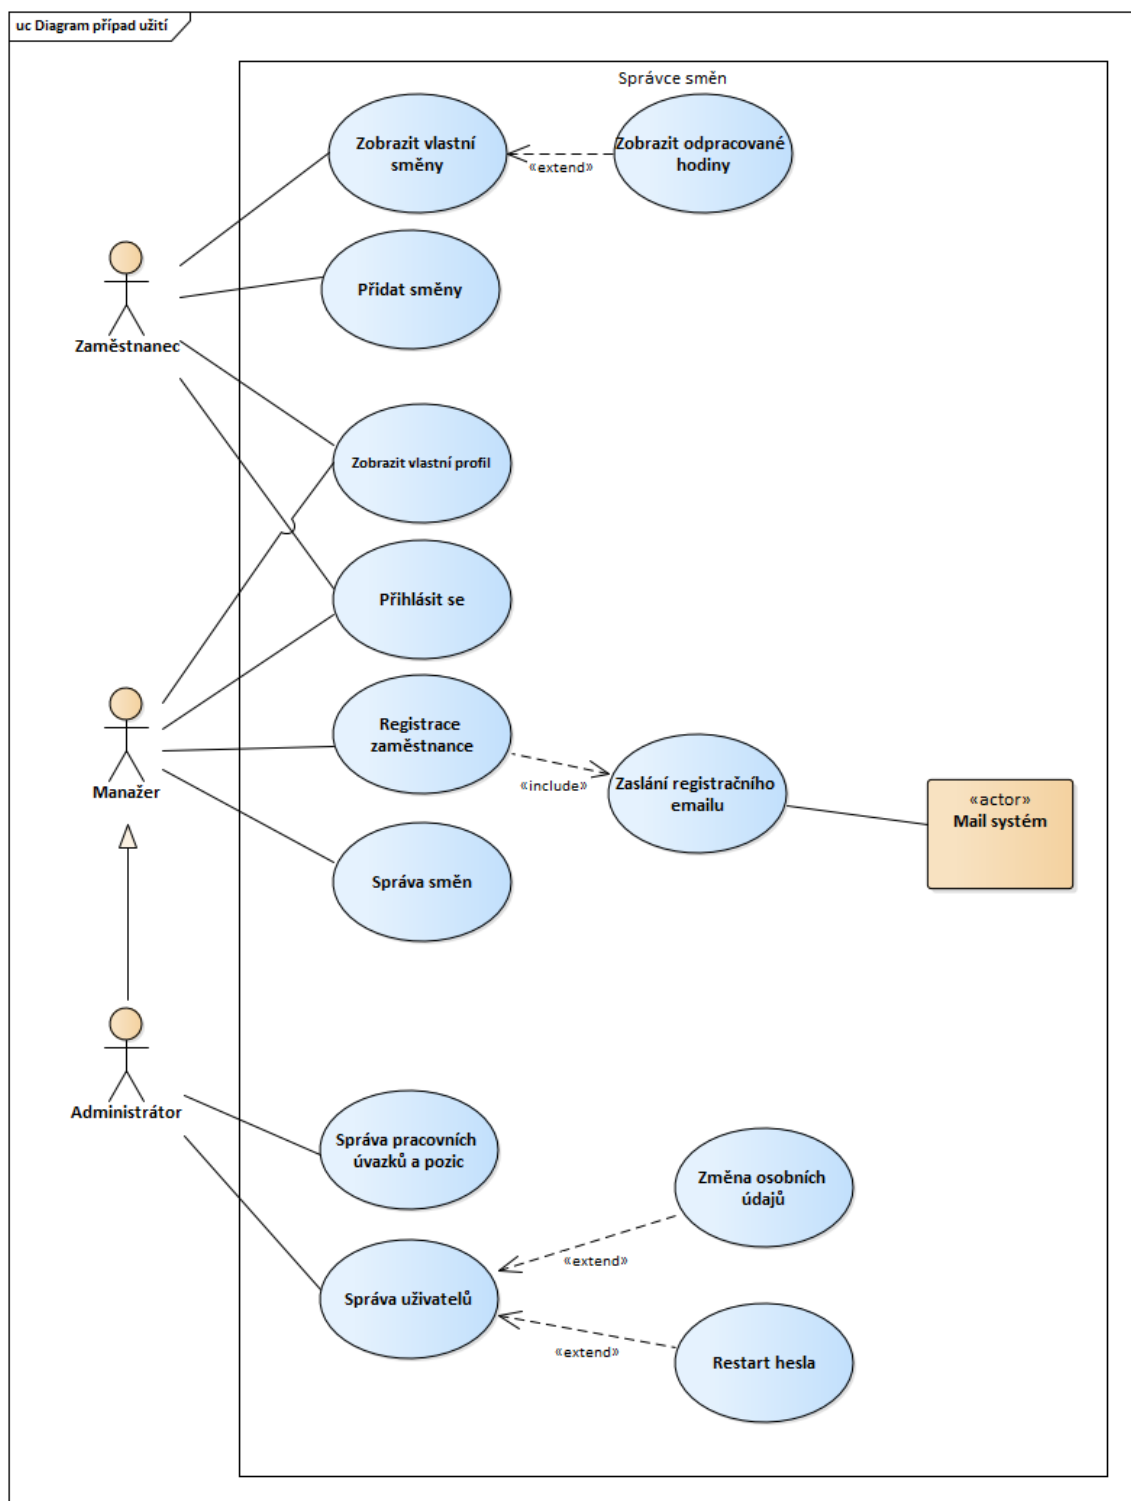 uc Diagram případ užití
Správce směn
Zobrazit vlastní
směny
«extend»
Zobrazit odpracované
hodiny
Přidat směny
Zaměstnanec
Zobrazit vlastní profil
Přihlásit se
Registrace
zaměstnance
«include»
Zaslání registračního
emailu
«actor»
Mail systém
Manažer
Správa směn
Administrátor
Správa pracovních
úvazků a pozic
Změna osobních
údajů
«extend»
Správa uživatelů
«extend»
Restart hesla